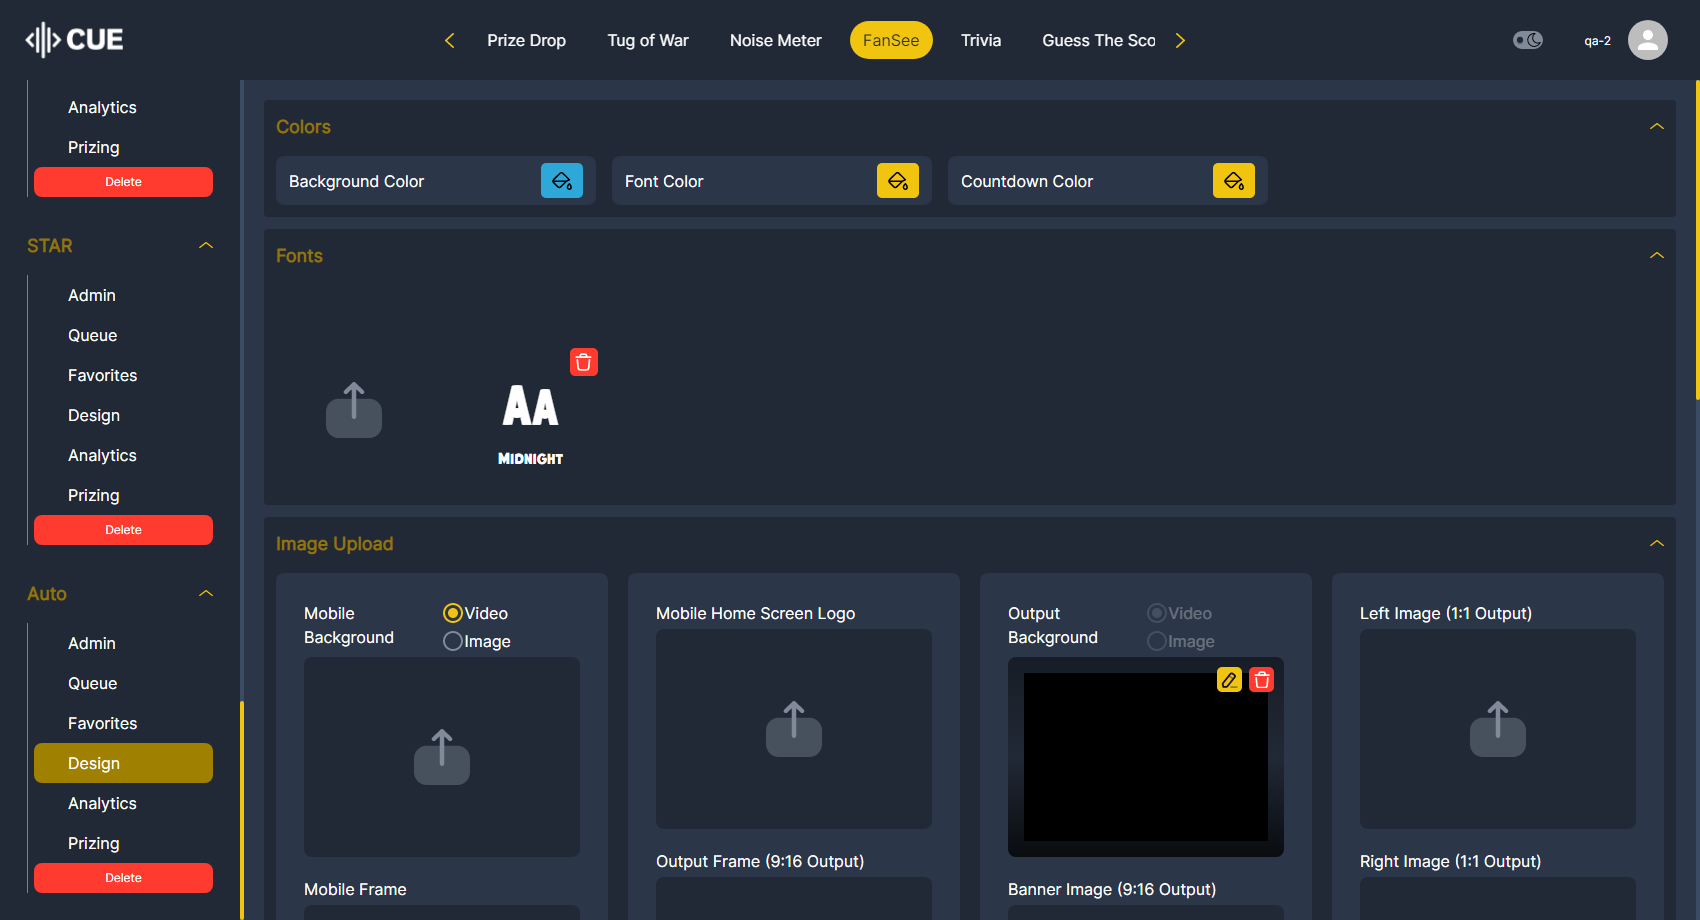 CUE
Prize Drop
Tug of War
Noise Meter
FanSee
Trivia
Guess The Sco
qa-2
Analytics
Prizing
Delete
STAR
Admin
Queue
Favorites
Design
Analytics
Prizing
Delete
Auto
Admin
Queue
Favorites
Design
Analytics
Prizing
Delete
Colors
Background Color
Font Color
Countdown Color
Fonts
AA
MIDNIGHT
Image Upload
Mobile
Background
Video
Image
Mobile Frame
Mobile Home Screen Logo
Output Frame (9:16 Output)
Output
Background
Video
Image
Banner Image (9:16 Output)
Left Image (1:1 Output)
Right Image (1:1 Output)